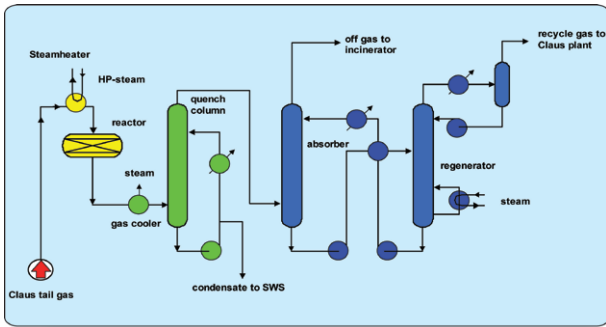 Steamheater
HP-steam
reactor
steam
gas cooler
Claus tail gas
quench
column
condensate to SWS
off gas to
incinerator
absorber
recycle gas to
Claus plant
regenerator
steam